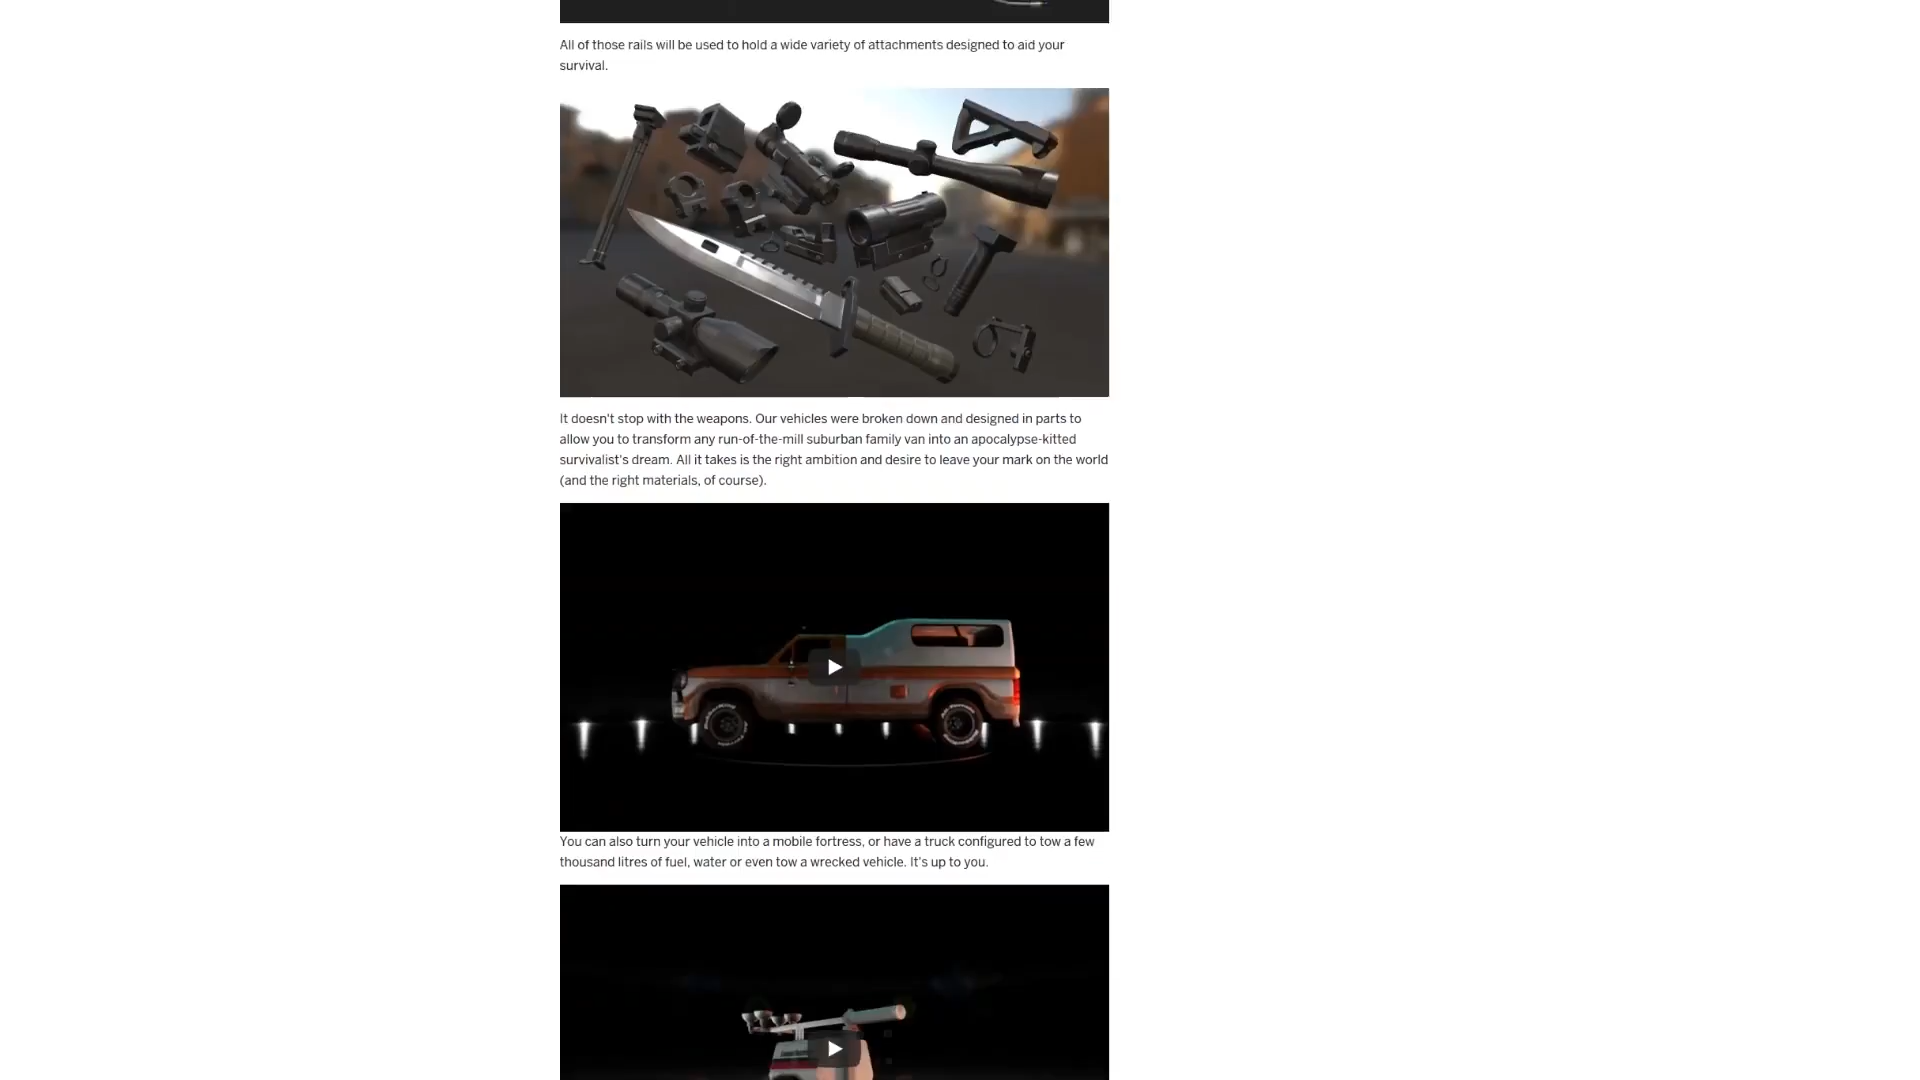 All of those rails will be used to hold a wide variety of attachments designed to aid your
survival.
It doesn't stop with the weapons. Our vehicles were broken down and designed in parts to
allow you to transform any run-of-the-mill suburban family van into an apocalypse-kitted
survivalist's dream. All it takes is the right ambition and desire to leave your mark on the world
(and the right materials, of course).
You can also turn your vehicle into a mobile fortress, or have a truck configured to tow a few
thousand litres of fuel, water or even tow a wrecked vehicle. It's up to you.